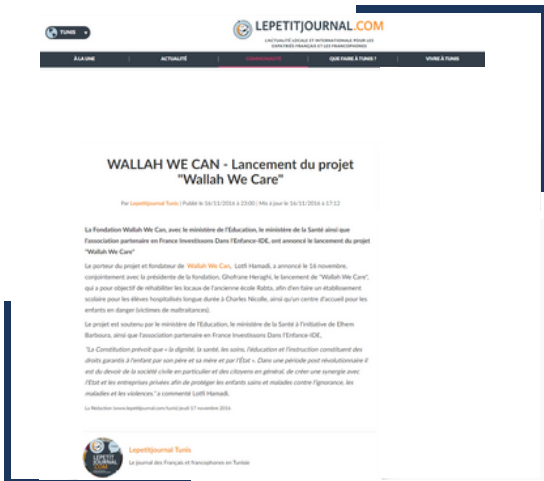 TUNIS
LEPETITJOURNAL.COM
L'ACTUALITÉ LOCALE ET INTERNATIONALE POUR LES
EXPATRIÉS FRANÇAIS ET LES FRANCOPHONES
À LA UNE | ACTUALITÉ | COMMUNAUTÉ | QUE FAIRE À TUNIS ? | VIVRE À TUNIS
WALLAH WE CAN - Lancement du projet
"Wallah We Care"
Par Lepetitjournal Tunis | Publié le 16/11/2016 à 23:00 | Mis à jour le 16/11/2016 à 17:12
La Fondation Wallah We Can, avec le ministère de l'Education, le ministère de la Santé ainsi que
l'association partenaire en France Investissons Dans l'Enfance-IDE, ont annoncé le lancement du projet
"Wallah We Care"
Le porteur du projet et fondateur de Wallah We Can, Lotfi Hamadi, a annoncé le 16 novembre,
conjointement avec la présidente de la fondation, Ghofrane Heraghi, le lancement de "Wallah We Care",
qui a pour objectif de réhabiliter les locaux de l'ancienne école Rabta, afin d'en faire un établissement
scolaire pour les élèves hospitalisés longue durée à Charles Nicolle, ainsi qu'un centre d'accueil pour les
enfants en danger (victimes de maltraitances).
Le projet est soutenu par le ministère de l'Education, le ministère de la Santé à l'initiative de Elhem
Barboura, ainsi que l'association partenaire en France Investissons Dans l'Enfance-IDE,
"La Constitution prévoit que « la dignité, la santé, les soins, l'éducation et l'instruction constituent des
droits garantis à l'enfant par son père et sa mère et par l'État ». Dans une période post révolutionnaire il
est du devoir de la société civile en particulier et des citoyens en général, de créer une synergie avec
l'Etat et les entreprises privées afin de protéger les enfants sains et malades contre l'ignorance, les
maladies et les violences." a commenté Lotfi Hamadi.
La Rédaction (www.lepetitjournal.com/tunis) jeudi 17 novembre 2016
LEPETIT
JOURNAL
.COM
Lepetitjournal Tunis
Le journal des Français et francophones en Tunisie